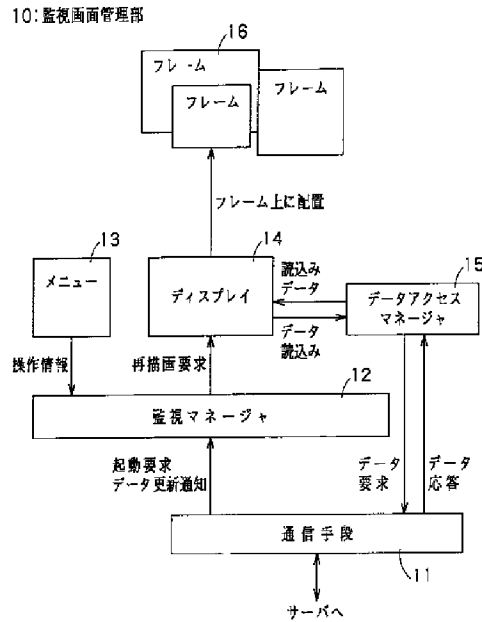 10:監視画面管理部
16
フレーム
フレーム
フレーム
フレーム上に配置
13
メニュー
14
ディスプレイ
読込み
データ
データ
読込み
15
データアクセス
マネージャ
操作情報
再描画要求
12
監視マネージャ
起動要求
データ更新通知
データ
要求
データ
応答
通信手段
11
サーバへ